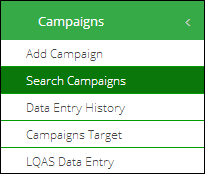 Campaigns
Add Campaign
Search Campaigns
Data Entry History
Campaigns Target
LQAS Data Entry